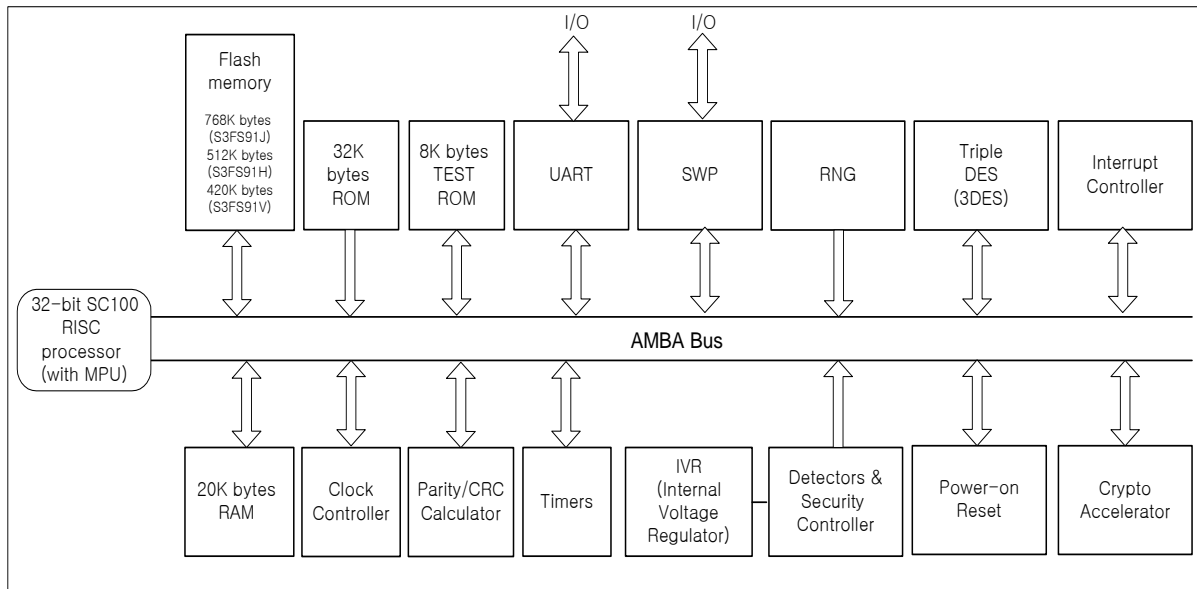 I/O
I/O
Flash
memory
768K bytes
(S3FS91J)
512K bytes
(S3FS91H)
420K bytes
(S3FS91V)
32K
bytes
ROM
8K bytes
TEST
ROM
UART
SWP
RNG
Triple
DES
(3DES)
Interrupt
Controller
32-bit SC100
RISC
processor
(with MPU)
AMBA Bus
20K bytes
RAM
Clock
Controller
Parity/CRC
Calculator
Timers
IVR
(Internal
Voltage
Regulator)
Detectors &
Security
Controller
Power-on
Reset
Crypto
Accelerator